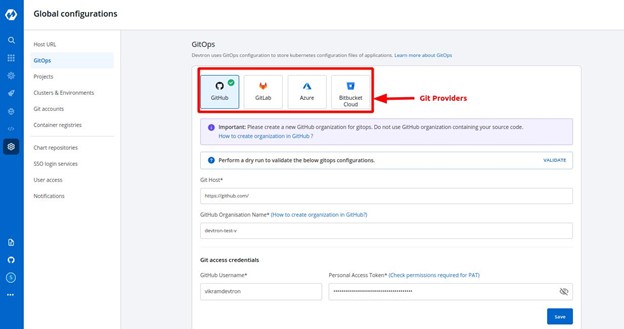 Global configurations
Host URL
GitOps
Projects
Clusters & Environments
Git accounts
Container registries
Chart repositories
SSO login services
User access
Notifications
GitOps
Devtron uses GitOps configuration to store kubernetes configuration files of applications. Learn more about GitOps
GitHub
GitLab
Azure
Bitbucket
Cloud
Git Providers
Important: Please create a new GitHub organization for gitops. Do not use GitHub organization containing your source code.
How to create organization in GitHub ?
Perform a dry run to validate the below gitops configurations.
VALIDATE
Git Host*
https://github.com/
GitHub Organisation Name* (How to create organization in GitHub?)
devtron-test-v
Git access credentials
GitHub Username*
Personal Access Token* (Check permissions required for PAT)
vikramdevtron
Save